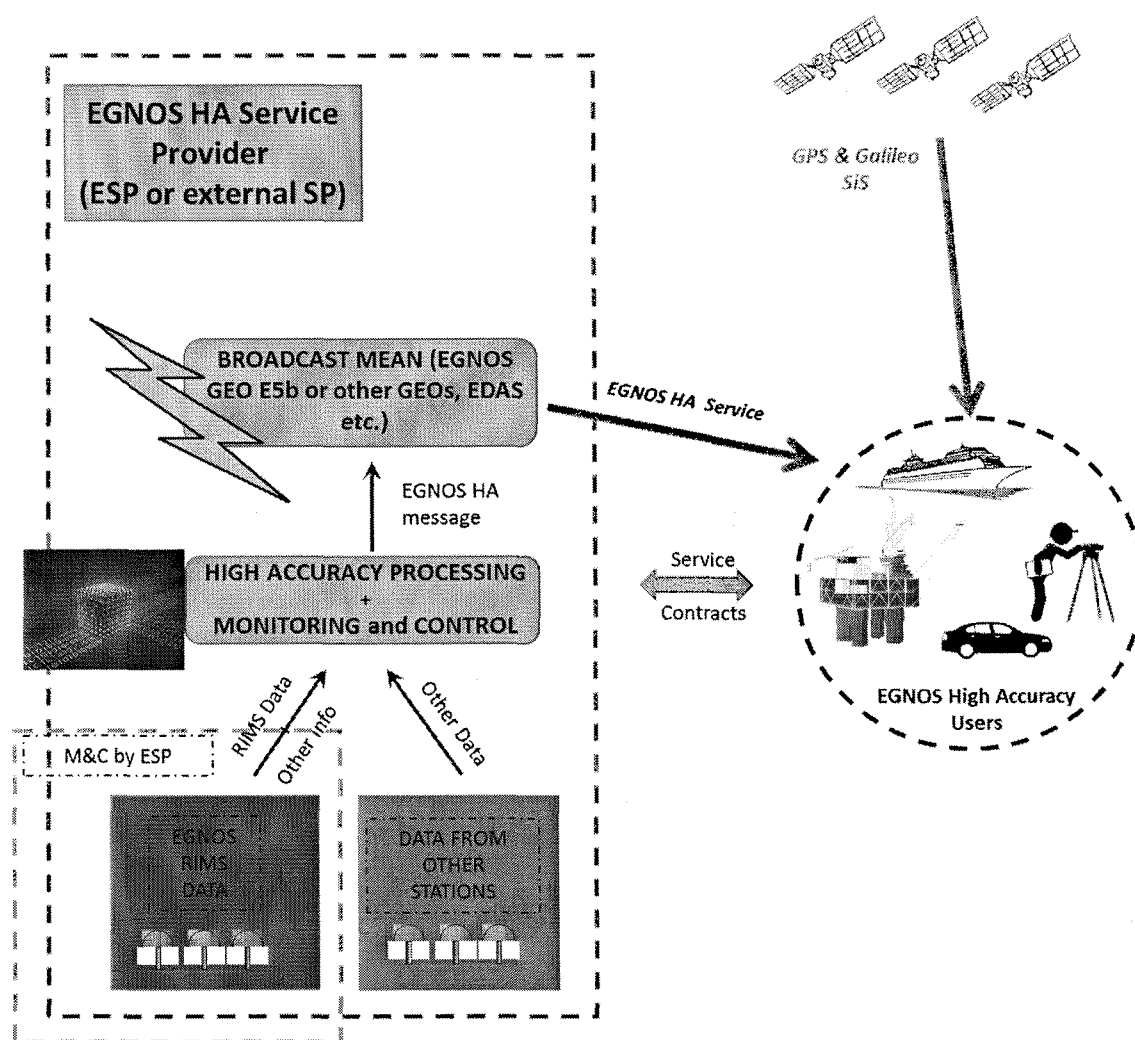 EGNOS HA Service
Provider
(ESP or external SP)
GPS & Galileo
SiS
BROADCAST MEAN (EGNOS
GEO E5b or other GEOs, EDAS
etc.)
EGNOS HA Service
EGNOS HA
message
HIGH ACCURACY PROCESSING
+
MONITORING and CONTROL
Service
Contracts
EGNOS High Accuracy
Users
RIMS Data
Other Info
Other Data
M&C by ESP
EGNOS
RIMS
DATA
DATA FROM
OTHER
STATIONS